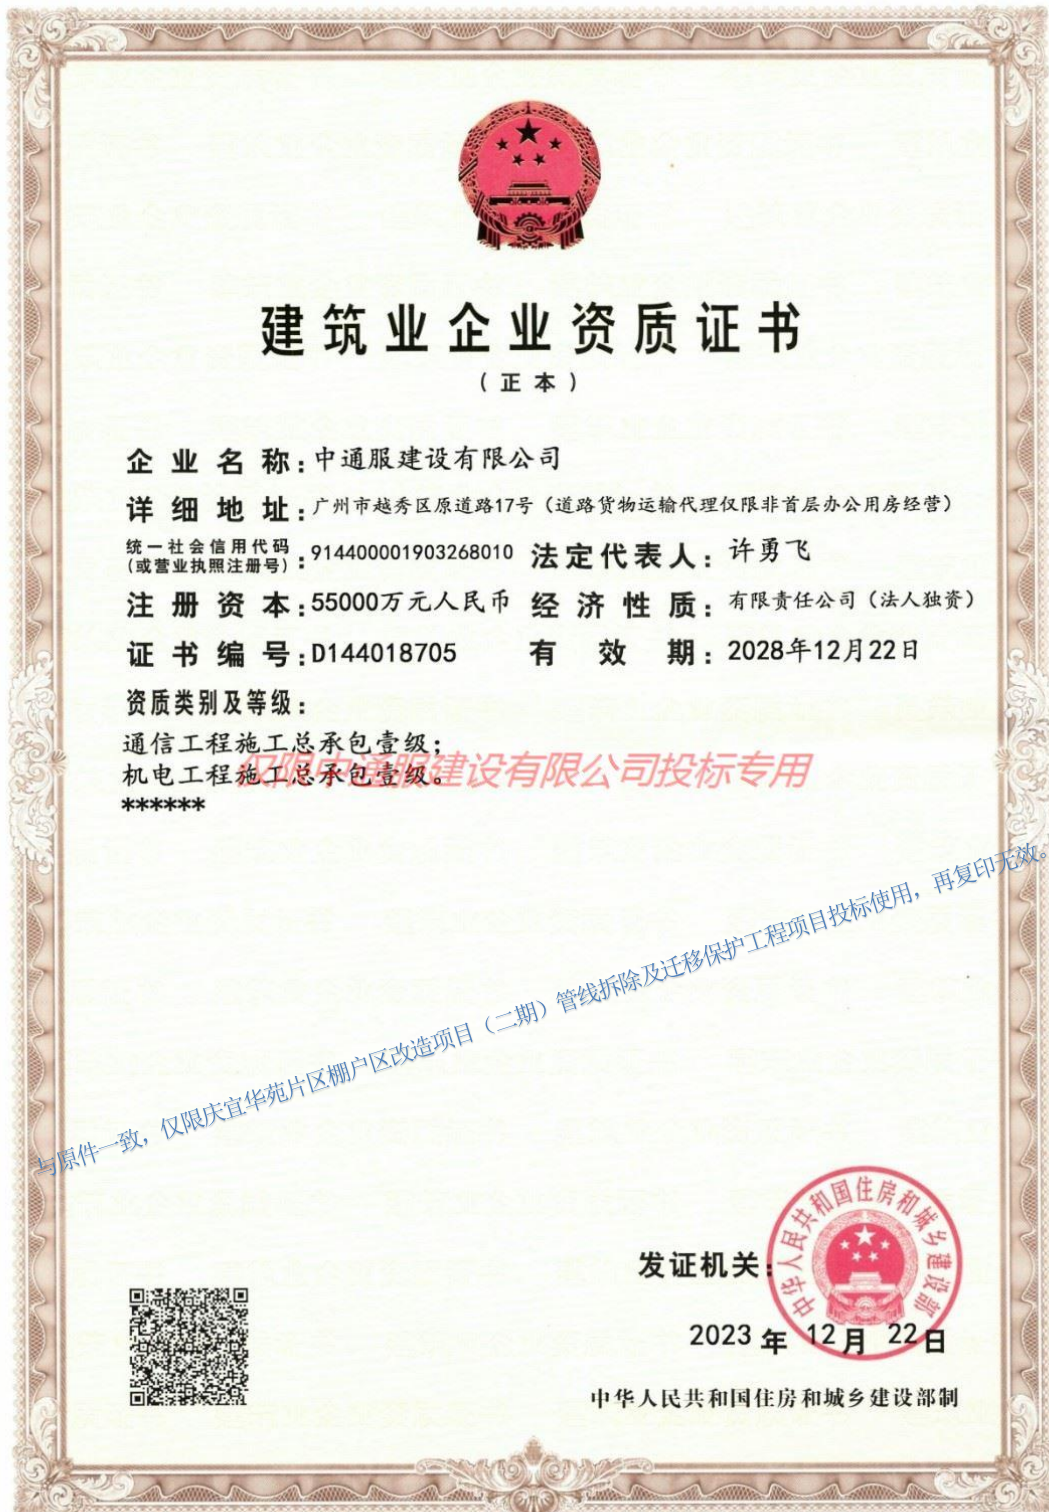 建筑业企业资质证书
（正本）
企业名称：中通服建设有限公司
详细地址：广州市越秀区原道路17号（道路货物运输代理仅限非首层办公用房经营）
统一社会信用代码
（或营业执照注册号）：914400001903268010 法定代表人：许勇飞
注册资本：55000万元人民币 经济性质：有限责任公司（法人独资）
证书编号：D144018705 有效期：2028年12月22日
资质类别及等级：
通信工程施工总承包壹级；
机电工程施工总承包壹级。
******
仅限中通服建设有限公司投标专用
与原件一致，仅限庆宜华苑片区棚户区改造项目（二期）管线拆除及迁移保护工程项目投标使用，再复印无效。
发证机关：
中华人民共和国住房和城乡建设部
2023年12月22日
中华人民共和国住房和城乡建设部制